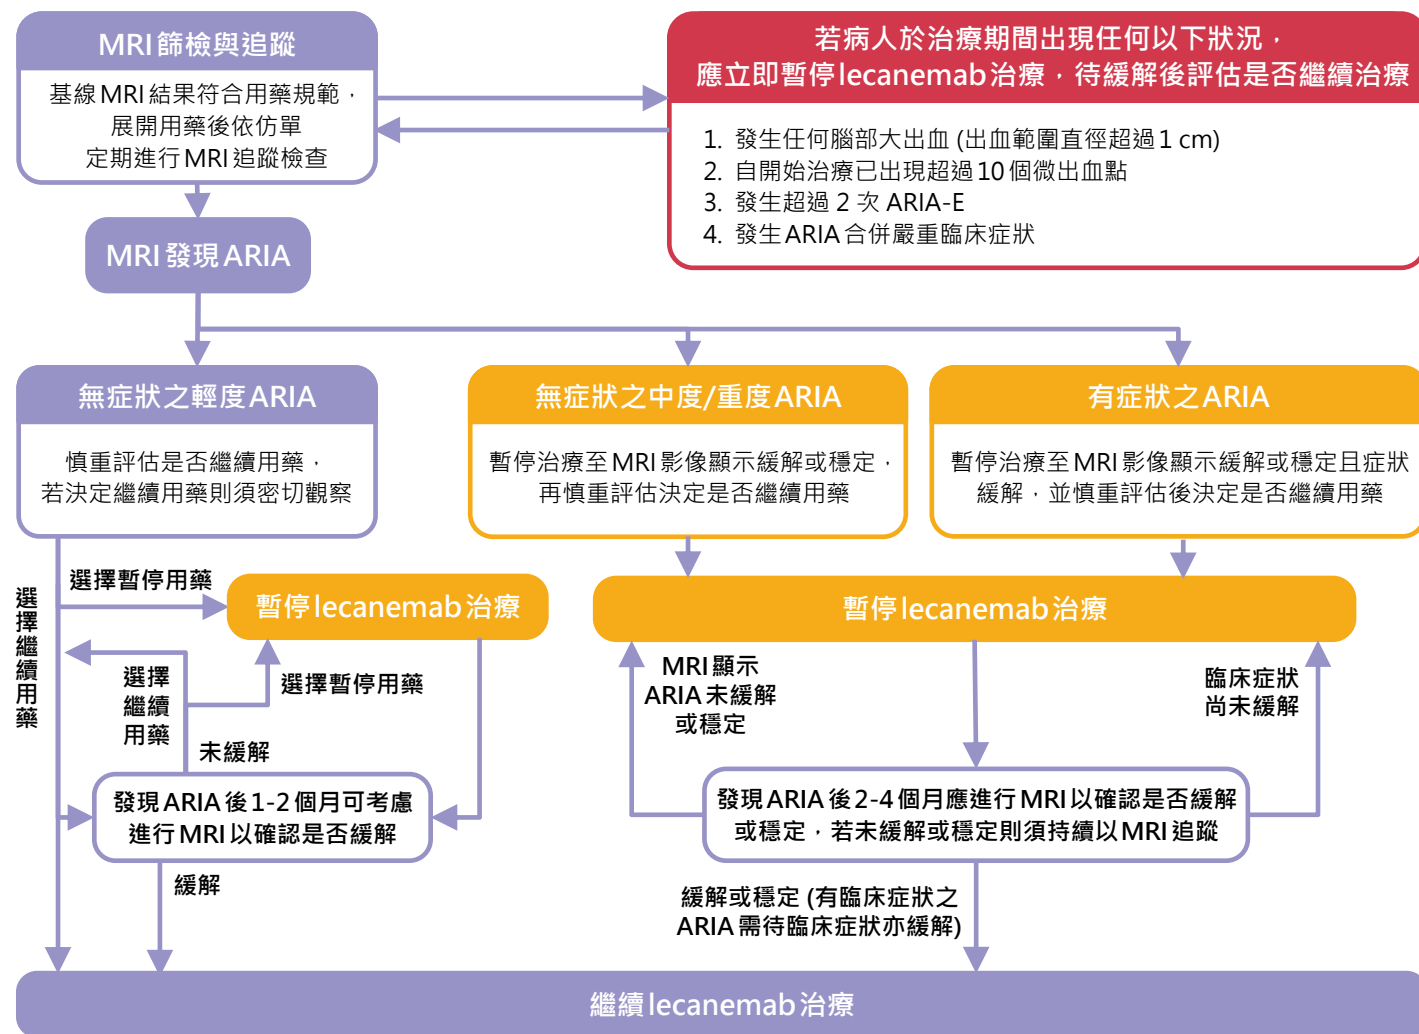 MRI篩檢與追蹤
基線MRI結果符合用藥規範，
展開用藥後依仿單
定期進行MRI追蹤檢查
若病人於治療期間出現任何以下狀況，
應立即暫停lecanemab治療，待緩解後評估是否繼續治療
1. 發生任何腦部大出血 (出血範圍直徑超過1 cm)
2. 自開始治療已出現超過10個微出血點
3. 發生超過 2 次 ARIA-E
4. 發生ARIA合併嚴重臨床症狀
MRI發現ARIA
無症狀之輕度ARIA
慎重評估是否繼續用藥，
若決定繼續用藥則須密切觀察
無症狀之中度/重度ARIA
暫停治療至MRI影像顯示緩解或穩定，
再慎重評估決定是否繼續用藥
有症狀之ARIA
暫停治療至MRI影像顯示緩解或穩定且症狀
緩解，並慎重評估後決定是否繼續用藥
選擇繼續用藥
選擇暫停用藥
暫停lecanemab治療
選擇
繼續
用藥
選擇暫停用藥
未緩解
發現ARIA後1-2個月可考慮
進行MRI以確認是否緩解
緩解
暫停lecanemab治療
MRI顯示
ARIA未緩解
或穩定
臨床症狀
尚未緩解
發現ARIA後2-4個月應進行MRI以確認是否緩解
或穩定，若未緩解或穩定則須持續以MRI追蹤
緩解或穩定 (有臨床症狀之
ARIA需待臨床症狀亦緩解)
繼續lecanemab治療